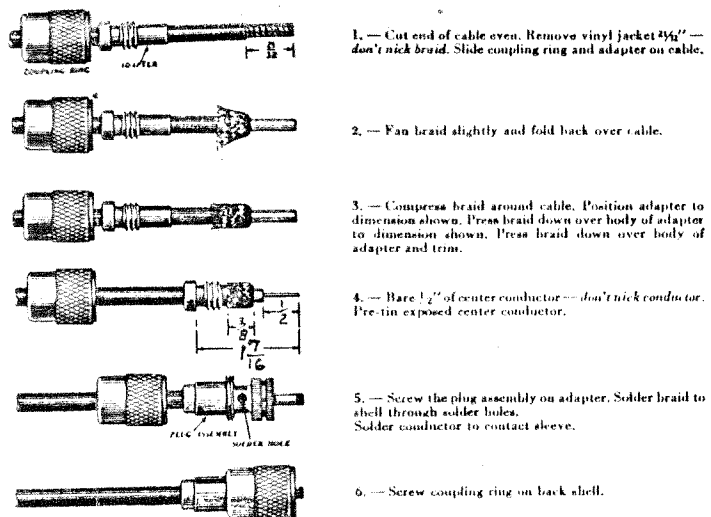 1. — Cut end of cable even. Remove vinyl jacket 21/32" —
don't nick braid. Slide coupling ring and adapter on cable.
21/32
COUPLING RING
ADAPTER
2. — Fan braid slightly and fold back over cable.
3. — Compress braid around cable. Position adapter to
dimension shown. Press braid down over body of adapter
to dimension shown. Press braid down over body of
adapter and trim.
4. — Bare 1/2" of center conductor — don't nick conductor.
Pre-tin exposed center conductor.
1/2
3/8
1 7/16
5. — Screw the plug assembly on adapter. Solder braid to
shell through solder holes.
Solder conductor to contact sleeve.
PLUG ASSEMBLY
SOLDER HOLE
6. — Screw coupling ring on back shell.